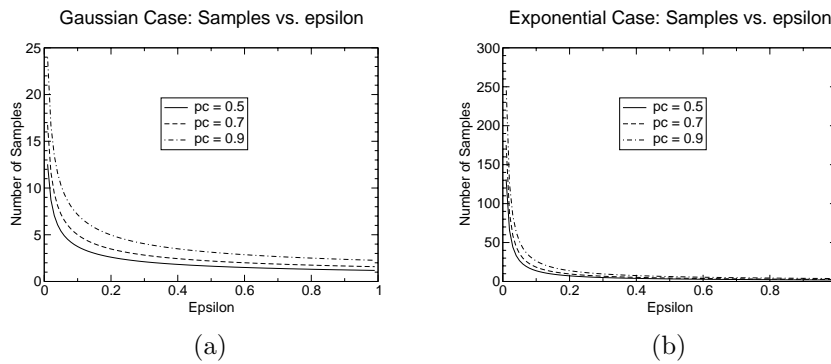 Gaussian Case: Samples vs. epsilon
Number of Samples
25
20
15
10
5
0
pc = 0.5
pc = 0.7
pc = 0.9
0 0.2 0.4 0.6 0.8 1
Epsilon
(a)
Exponential Case: Samples vs. epsilon
Number of Samples
300
250
200
150
100
50
0
pc = 0.5
pc = 0.7
pc = 0.9
0 0.2 0.4 0.6 0.8
Epsilon
(b)